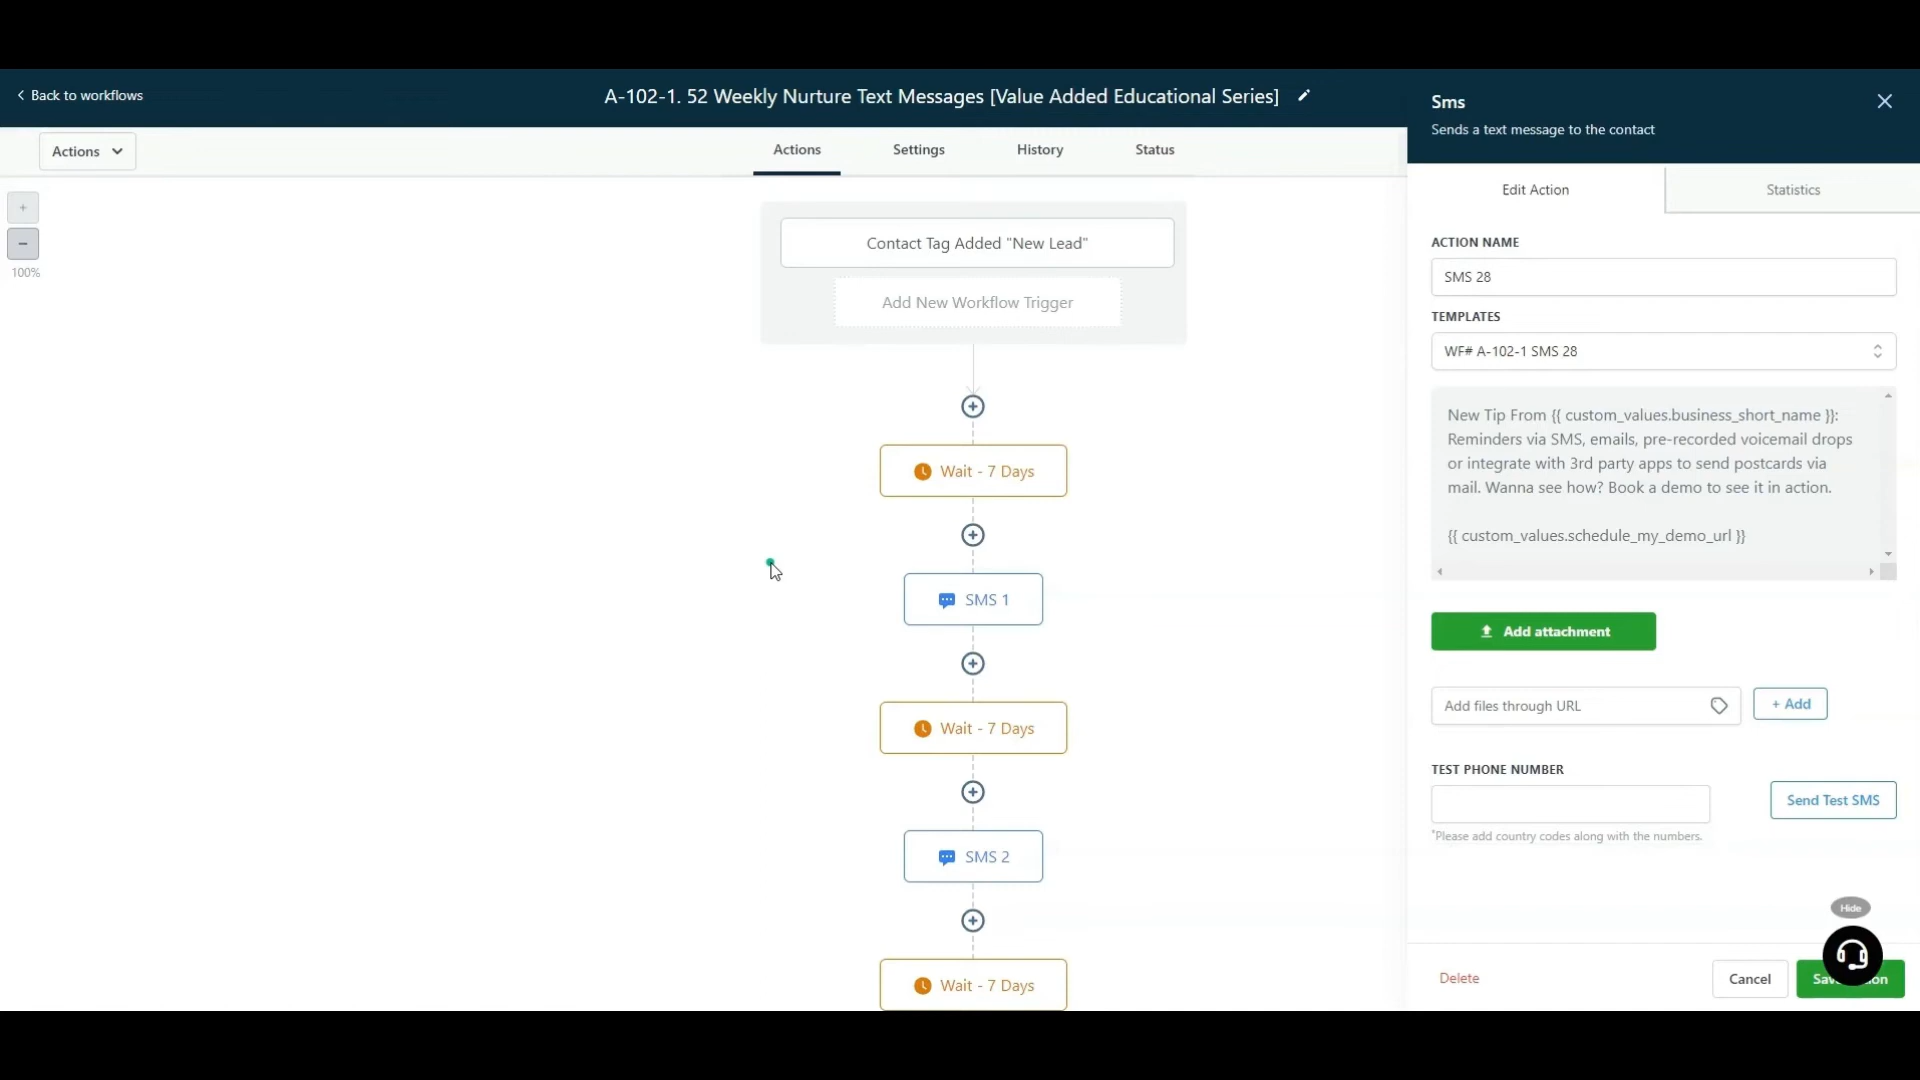 Back to workflows
A-102-1. 52 Weekly Nurture Text Messages [Value Added Educational Series]
Actions
Actions
Settings
History
Status
+
−
100%
Contact Tag Added "New Lead"
Add New Workflow Trigger
Wait - 7 Days
SMS 1
Wait - 7 Days
SMS 2
Wait - 7 Days
Sms
Sends a text message to the contact
Edit Action
Statistics
ACTION NAME
SMS 28
TEMPLATES
WF# A-102-1 SMS 28
New Tip From {{ custom_values.business_short_name }}:
Reminders via SMS, emails, pre-recorded voicemail drops
or integrate with 3rd party apps to send postcards via
mail. Wanna see how? Book a demo to see it in action.
{{ custom_values.schedule_my_demo_url }}
Add attachment
Add files through URL
+ Add
TEST PHONE NUMBER
Send Test SMS
*Please add country codes along with the numbers.
Hide
Delete
Cancel